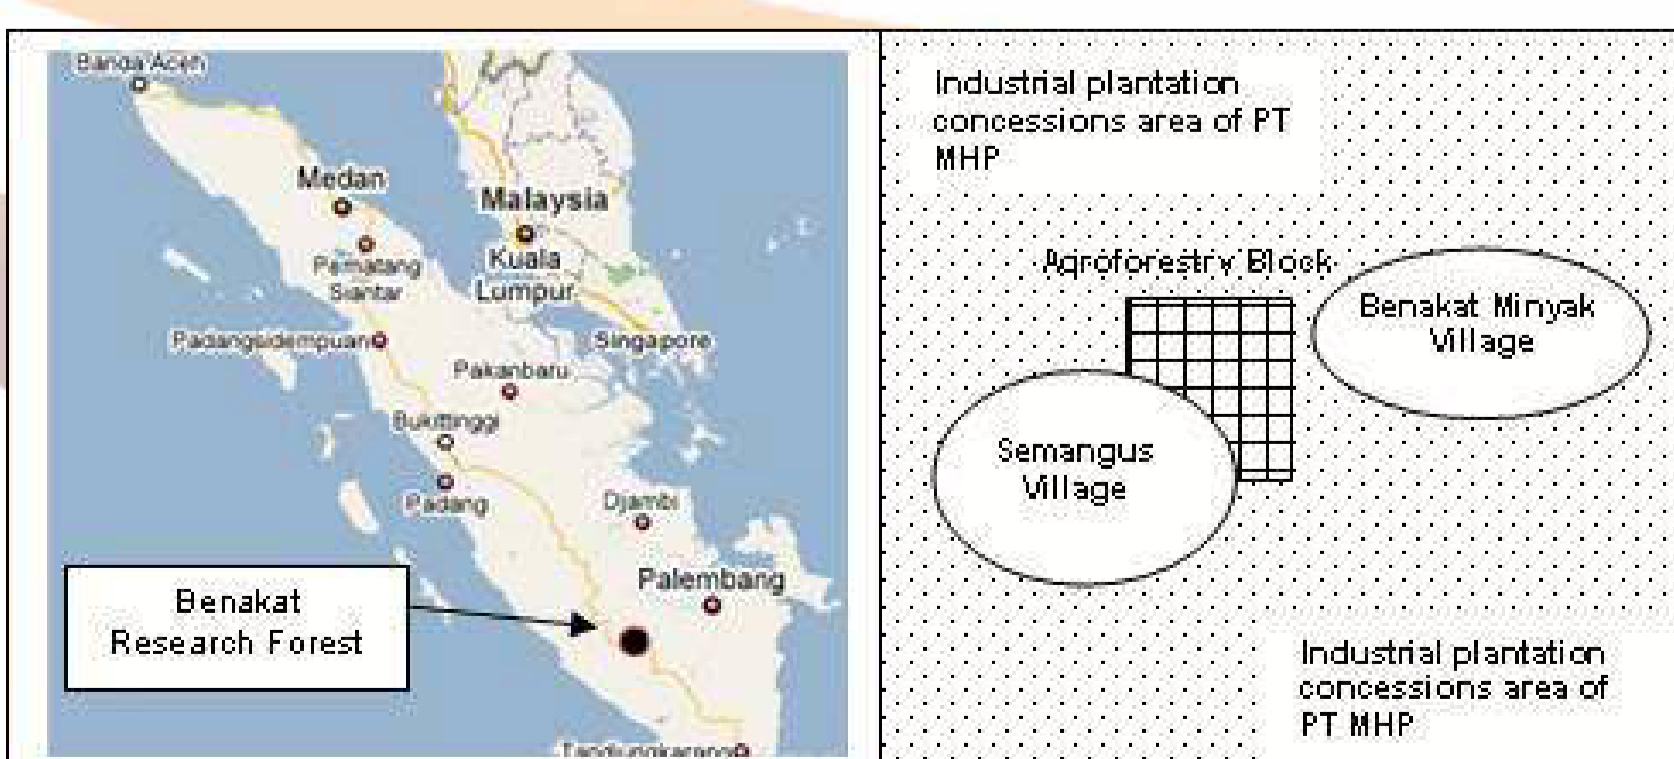 Banda Aceh
Medan
Malaysia
Pematang
Siantar
Kuala
Lumpur
Padangsidempuan
Singapore
Pakanbaru
Bukittinggi
Padang
Djambi
Palembang
Benakat
Research Forest
Tandjungkarang
Industrial plantation
concessions area of PT
MHP
Agroforestry Block
Benakat Minyak
Village
Semangus
Village
Industrial plantation
concessions area of
PT MHP